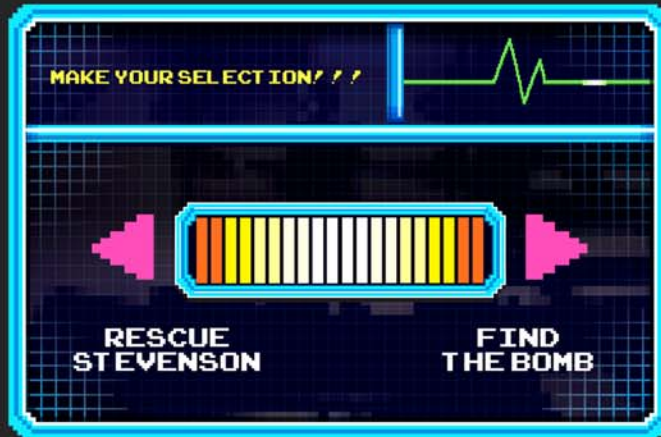 MAKE YOUR SELECTION!!!
RESCUE
STEVENSON
FIND
THE BOMB